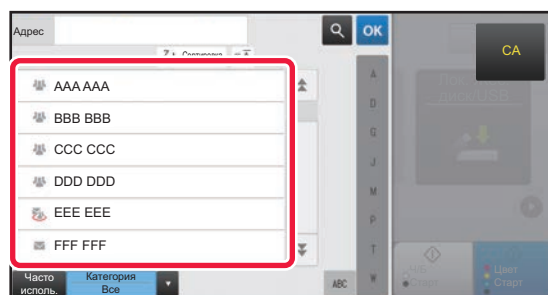 Адрес
OK
CA
Сортировка
AAA AAA
BBB BBB
CCC CCC
DDD DDD
EEE EEE
FFF FFF
A
D
G
J
M
P
T
W
Часто
исполь.
Категория
Все
ABC
Ч/Б
Старт
Цвет
Старт